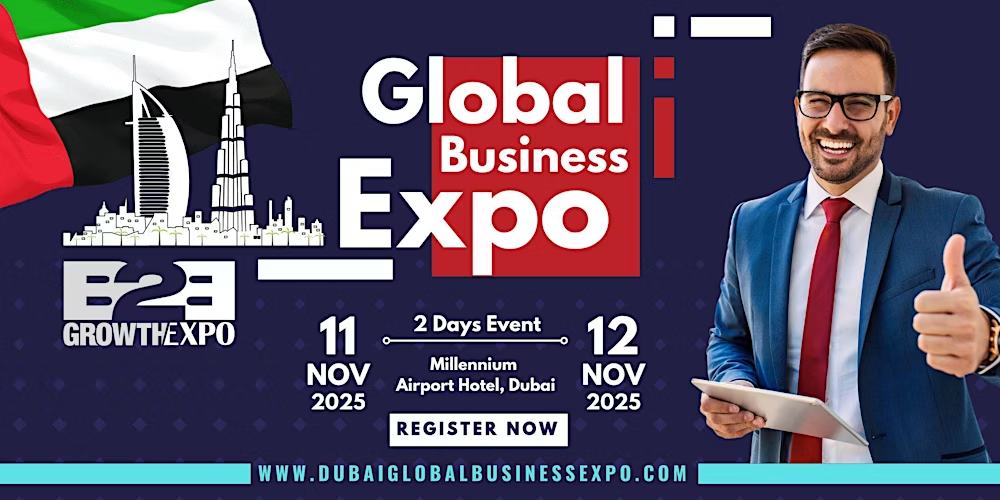 Global
Business
Expo
B2B
GROWTH EXPO
11
NOV
2025
2 Days Event
Millennium
Airport Hotel, Dubai
12
NOV
2025
REGISTER NOW
WWW.DUBAIGLOBALBUSINESSEXPO.COM